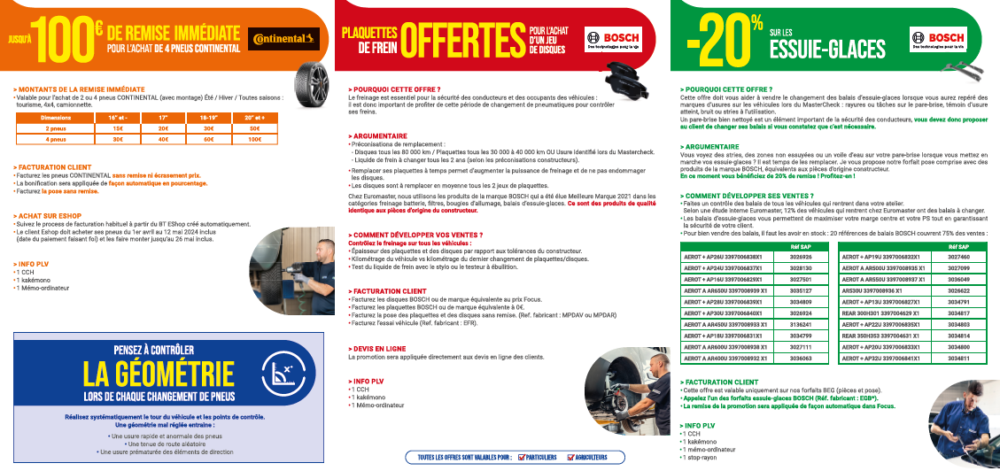 JUSQU'À
100€
DE REMISE IMMÉDIATE
POUR L'ACHAT DE 4 PNEUS CONTINENTAL
Continental
> MONTANTS DE LA REMISE IMMÉDIATE
• Valable pour l'achat de 2 ou 4 pneus CONTINENTAL (avec montage) Été / Hiver / Toutes saisons :
tourisme, 4x4, camionnette.
Dimensions 16" et - 17" 18-19" 20" et +
2 pneus 15€ 20€ 30€ 50€
4 pneus 30€ 40€ 60€ 100€
> FACTURATION CLIENT
• Facturez les pneus CONTINENTAL sans remise ni écrasement prix.
• La bonification sera appliquée de façon automatique en pourcentage.
• Facturez la pose sans remise.
> ACHAT SUR ESHOP
• Suivez le process de facturation habituel à partir du BT EShop créé automatiquement.
• Le client Eshop doit acheter ses pneus du 1er avril au 12 mai 2024 inclus
(date du paiement faisant foi) et les faire monter jusqu'au 26 mai inclus.
> INFO PLV
• 1 CCH
• 1 kakémono
• 1 Mémo-ordinateur
PENSEZ À CONTRÔLER
LA GÉOMÉTRIE
LORS DE CHAQUE CHANGEMENT DE PNEUS
Réalisez systématiquement le tour du véhicule et les points de contrôle.
Une géométrie mal réglée entraine :
• Une usure rapide et anormale des pneus
• Une tenue de route aléatoire
• Une usure prématurée des éléments de direction
PLAQUETTES
DE FREIN
OFFERTES
POUR L'ACHAT
D'UN JEU
DE DISQUES
BOSCH
Des technologies pour la vie
> POURQUOI CETTE OFFRE ?
Le freinage est essentiel pour la sécurité des conducteurs et des occupants des véhicules :
il est donc important de profiter de cette période de changement de pneumatiques pour contrôler
ses freins.
> ARGUMENTAIRE
• Préconisations de remplacement :
- Disques tous les 80 000 km / Plaquettes tous les 30 000 à 40 000 km OU Usure identifié lors du Mastercheck.
- Liquide de frein à changer tous les 2 ans (selon les préconisations constructeurs).
• Remplacer ses plaquettes à temps permet d'augmenter la puissance de freinage et de ne pas endommager
les disques.
• Les disques sont à remplacer en moyenne tous les 2 jeux de plaquettes.
Chez Euromaster, nous utilisons les produits de la marque BOSCH qui a été élue Meilleure Marque 2021 dans les
catégories freinage batterie, filtres, bougies d'allumage, balais d'essuie-glaces. Ce sont des produits de qualité
identique aux pièces d'origine du constructeur.
> COMMENT DÉVELOPPER VOS VENTES ?
Contrôlez le freinage sur tous les véhicules :
• Épaisseur des plaquettes et des disques par rapport aux tolérances du constructeur.
• Kilométrage du véhicule vs kilométrage du dernier changement de plaquettes/disques.
• Test du liquide de frein avec le stylo ou le testeur à ébullition.
> FACTURATION CLIENT
• Facturez les disques BOSCH ou de marque équivalente au prix Focus.
• Facturez les plaquettes BOSCH ou de marque équivalente à 0€.
• Facturez la pose des plaquettes et des disques sans remise. (Ref. fabricant : MPDAV ou MPDAR)
• Facturez l'essai véhicule (Ref. fabricant : EFR).
> DEVIS EN LIGNE
La promotion sera appliquée directement aux devis en ligne des clients.
> INFO PLV
• 1 CCH
• 1 kakémono
• 1 Mémo-ordinateur
TOUTES LES OFFRES SONT VALABLES POUR : PARTICULIERS AGRICULTEURS
-20%
SUR LES
ESSUIE-GLACES
BOSCH
Des technologies pour la vie
> POURQUOI CETTE OFFRE ?
Cette offre doit vous aider à vendre le changement des balais d'essuie-glaces lorsque vous aurez repéré des
marques d'usures sur les véhicules lors du MasterCheck : rayures ou tâches sur le pare-brise, témoin d'usure
atteint, bruit ou stries à l'utilisation.
Un pare-brise bien nettoyé est un élément important de la sécurité des conducteurs, vous devez donc proposer
au client de changer ses balais si vous constatez que c'est nécessaire.
> ARGUMENTAIRE
Vous voyez des stries, des zones non essuyées ou un voile d'eau sur votre pare-brise lorsque vous mettez en
marche vos essuie-glaces ? Il est temps de les remplacer. Je vous propose notre forfait pose comprise avec des
produits de la marque BOSCH, équivalents aux pièces d'origine constructeur.
En ce moment vous bénéficiez de 20% de remise ! Profitez-en !
> COMMENT DÉVELOPPER SES VENTES ?
• Faites un contrôle des balais de tous les véhicules qui rentrent dans votre atelier.
Selon une étude interne Euromaster, 12% des véhicules qui rentrent chez Euromaster ont des balais à changer.
• Les balais d'essuie-glaces vous permettent de maximiser votre marge centre et votre PS tout en garantissant
la sécurité de votre client.
• Pour bien vendre des balais, il faut les avoir en stock : 20 références de balais BOSCH couvrent 75% des ventes :
Réf SAP
AEROT + AP26U 3397006838X1 3026926
AEROT + AP24U 3397006837X1 3028130
AEROT + AP16U 3397006829X1 3027501
AEROT A AR650U 3397008939 X1 3035127
AEROT + AP28U 3397006839X1 3034809
AEROT + AP30U 3397006840X1 3026924
AEROT A AR450U 3397008933 X1 3136241
AEROT + AP18U 3397006831X1 3034799
AEROT A AR600U 3397008938 X1 3027111
AEROT A AR400U 3397008932 X1 3036063
Réf SAP
AEROT + AP19U 3397006832X1 3027460
AEROT A AR500U 3397008935 X1 3027099
AEROT A AR550U 3397008937 X1 3036049
AR530U 3397008936 X1 3026622
AEROT + AP13U 3397006827X1 3034791
REAR 300H301 3397004629 X1 3034817
AEROT + AP22U 3397006835X1 3034803
REAR 350H353 3397004631 X1 3034814
AEROT + AP20U 3397006833X1 3034800
AEROT + AP32U 3397006841X1 3034811
> FACTURATION CLIENT
• Cette offre est valable uniquement sur nos forfaits BEG (pièces et pose).
• Appelez l'un des forfaits essuie-glaces BOSCH (Réf. fabricant : EGB*).
• La remise de la promotion sera appliquée de façon automatique dans Focus.
> INFO PLV
• 1 CCH
• 1 kakémono
• 1 mémo-ordinateur
• 1 stop-rayon